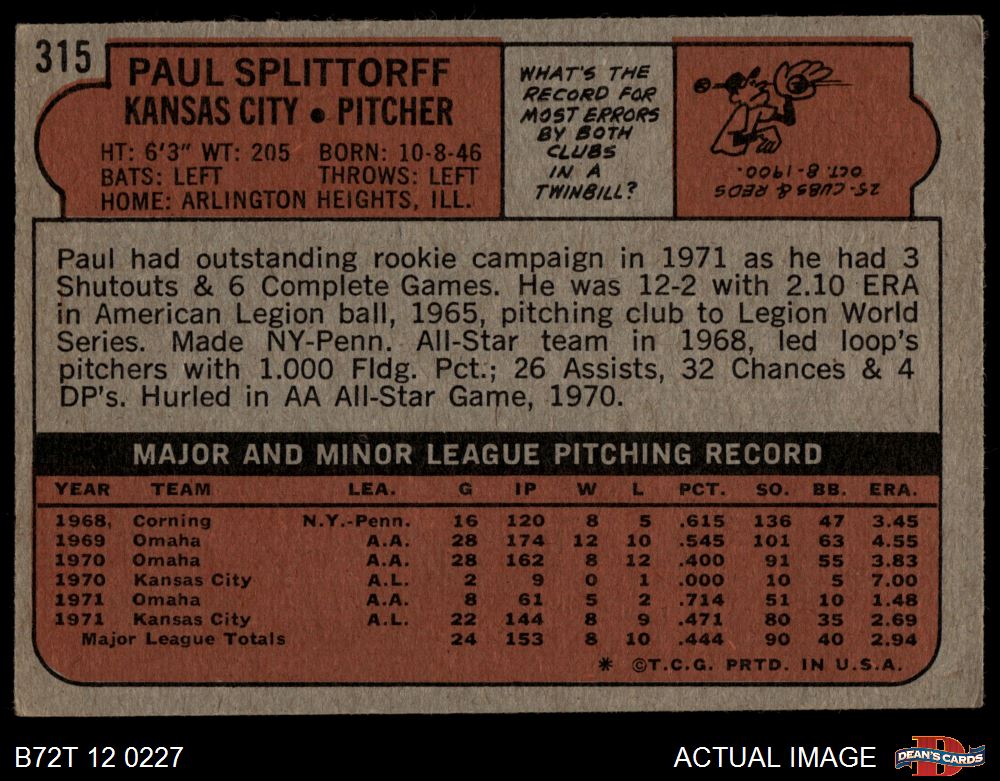 315
PAUL SPLITTORFF
KANSAS CITY • PITCHER
HT: 6'3" WT: 205 BORN: 10-8-46
BATS: LEFT THROWS: LEFT
HOME: ARLINGTON HEIGHTS, ILL.
WHAT'S THE
RECORD FOR
MOST ERRORS
BY BOTH
CLUBS
IN A
TWINBILL?
25-CUBS & REDS
OCT. 8-1900.
Paul had outstanding rookie campaign in 1971 as he had 3
Shutouts & 6 Complete Games. He was 12-2 with 2.10 ERA
in American Legion ball, 1965, pitching club to Legion World
Series. Made NY-Penn. All-Star team in 1968, led loop's
pitchers with 1.000 Fldg. Pct.; 26 Assists, 32 Chances & 4
DP's. Hurled in AA All-Star Game, 1970.
MAJOR AND MINOR LEAGUE PITCHING RECORD
YEAR TEAM LEA. G IP W L PCT. SO. BB. ERA.
1968, Corning N.Y.-Penn. 16 120 8 5 .615 136 47 3.45
1969 Omaha A.A. 28 174 12 10 .545 101 63 4.55
1970 Omaha A.A. 28 162 8 12 .400 91 55 3.83
1970 Kansas City A.L. 2 9 0 1 .000 10 5 7.00
1971 Omaha A.A. 8 61 5 2 .714 51 10 1.48
1971 Kansas City A.L. 22 144 8 9 .471 80 35 2.69
Major League Totals 24 153 8 10 .444 90 40 2.94
* ©T.C.G. PRTD. IN U.S.A.
B72T 12 0227
ACTUAL IMAGE
D
DEAN'S CARDS